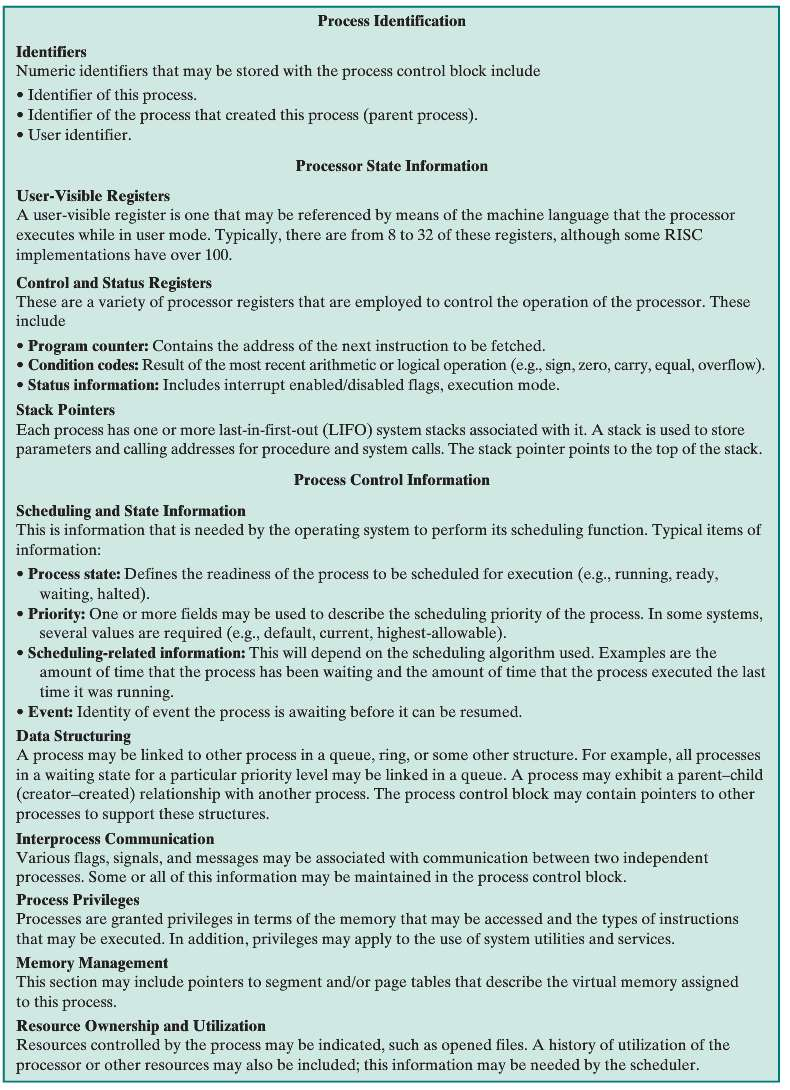 Process Identification
Identifiers
Numeric identifiers that may be stored with the process control block include
• Identifier of this process.
• Identifier of the process that created this process (parent process).
• User identifier.
Processor State Information
User-Visible Registers
A user-visible register is one that may be referenced by means of the machine language that the processor
executes while in user mode. Typically, there are from 8 to 32 of these registers, although some RISC
implementations have over 100.
Control and Status Registers
These are a variety of processor registers that are employed to control the operation of the processor. These
include
• Program counter: Contains the address of the next instruction to be fetched.
• Condition codes: Result of the most recent arithmetic or logical operation (e.g., sign, zero, carry, equal, overflow).
• Status information: Includes interrupt enabled/disabled flags, execution mode.
Stack Pointers
Each process has one or more last-in-first-out (LIFO) system stacks associated with it. A stack is used to store
parameters and calling addresses for procedure and system calls. The stack pointer points to the top of the stack.
Process Control Information
Scheduling and State Information
This is information that is needed by the operating system to perform its scheduling function. Typical items of
information:
• Process state: Defines the readiness of the process to be scheduled for execution (e.g., running, ready,
waiting, halted).
• Priority: One or more fields may be used to describe the scheduling priority of the process. In some systems,
several values are required (e.g., default, current, highest-allowable).
• Scheduling-related information: This will depend on the scheduling algorithm used. Examples are the
amount of time that the process has been waiting and the amount of time that the process executed the last
time it was running.
• Event: Identity of event the process is awaiting before it can be resumed.
Data Structuring
A process may be linked to other process in a queue, ring, or some other structure. For example, all processes
in a waiting state for a particular priority level may be linked in a queue. A process may exhibit a parent–child
(creator–created) relationship with another process. The process control block may contain pointers to other
processes to support these structures.
Interprocess Communication
Various flags, signals, and messages may be associated with communication between two independent
processes. Some or all of this information may be maintained in the process control block.
Process Privileges
Processes are granted privileges in terms of the memory that may be accessed and the types of instructions
that may be executed. In addition, privileges may apply to the use of system utilities and services.
Memory Management
This section may include pointers to segment and/or page tables that describe the virtual memory assigned
to this process.
Resource Ownership and Utilization
Resources controlled by the process may be indicated, such as opened files. A history of utilization of the
processor or other resources may also be included; this information may be needed by the scheduler.